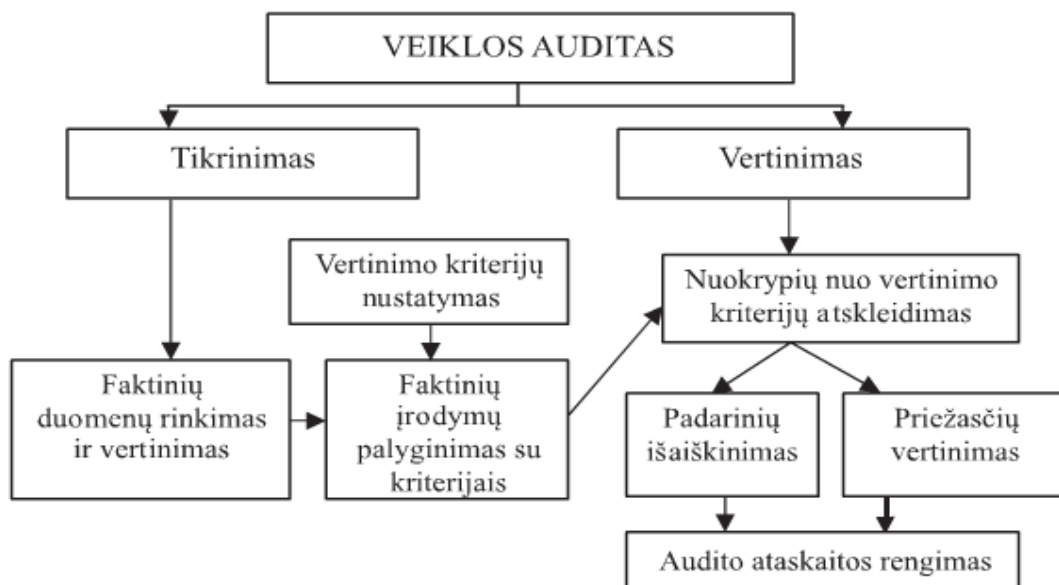 VEIKLOS AUDITAS
Tikrinimas
Vertinimas
Vertinimo kriterijų
nustatymas
Nuokrypių nuo vertinimo
kriterijų atskleidimas
Faktinių
duomenų rinkimas
ir vertinimas
Faktinių
įrodymų
palyginimas su
kriterijais
Padarinių
išaiškinimas
Priežasčių
vertinimas
Audito ataskaitos rengimas